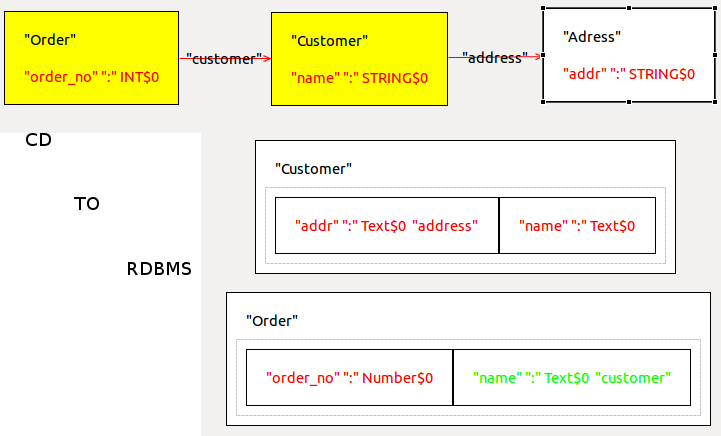 "Order"
"order_no" ":" INT$0
"customer"
"Customer"
"name" ":" STRING$0
"address"
"Adress"
"addr" ":" STRING$0
CD
TO
RDBMS
"Customer"
"addr" ":" Text$0 "address"
"name" ":" Text$0
"Order"
"order_no" ":" Number$0
"name" ":" Text$0 "customer"